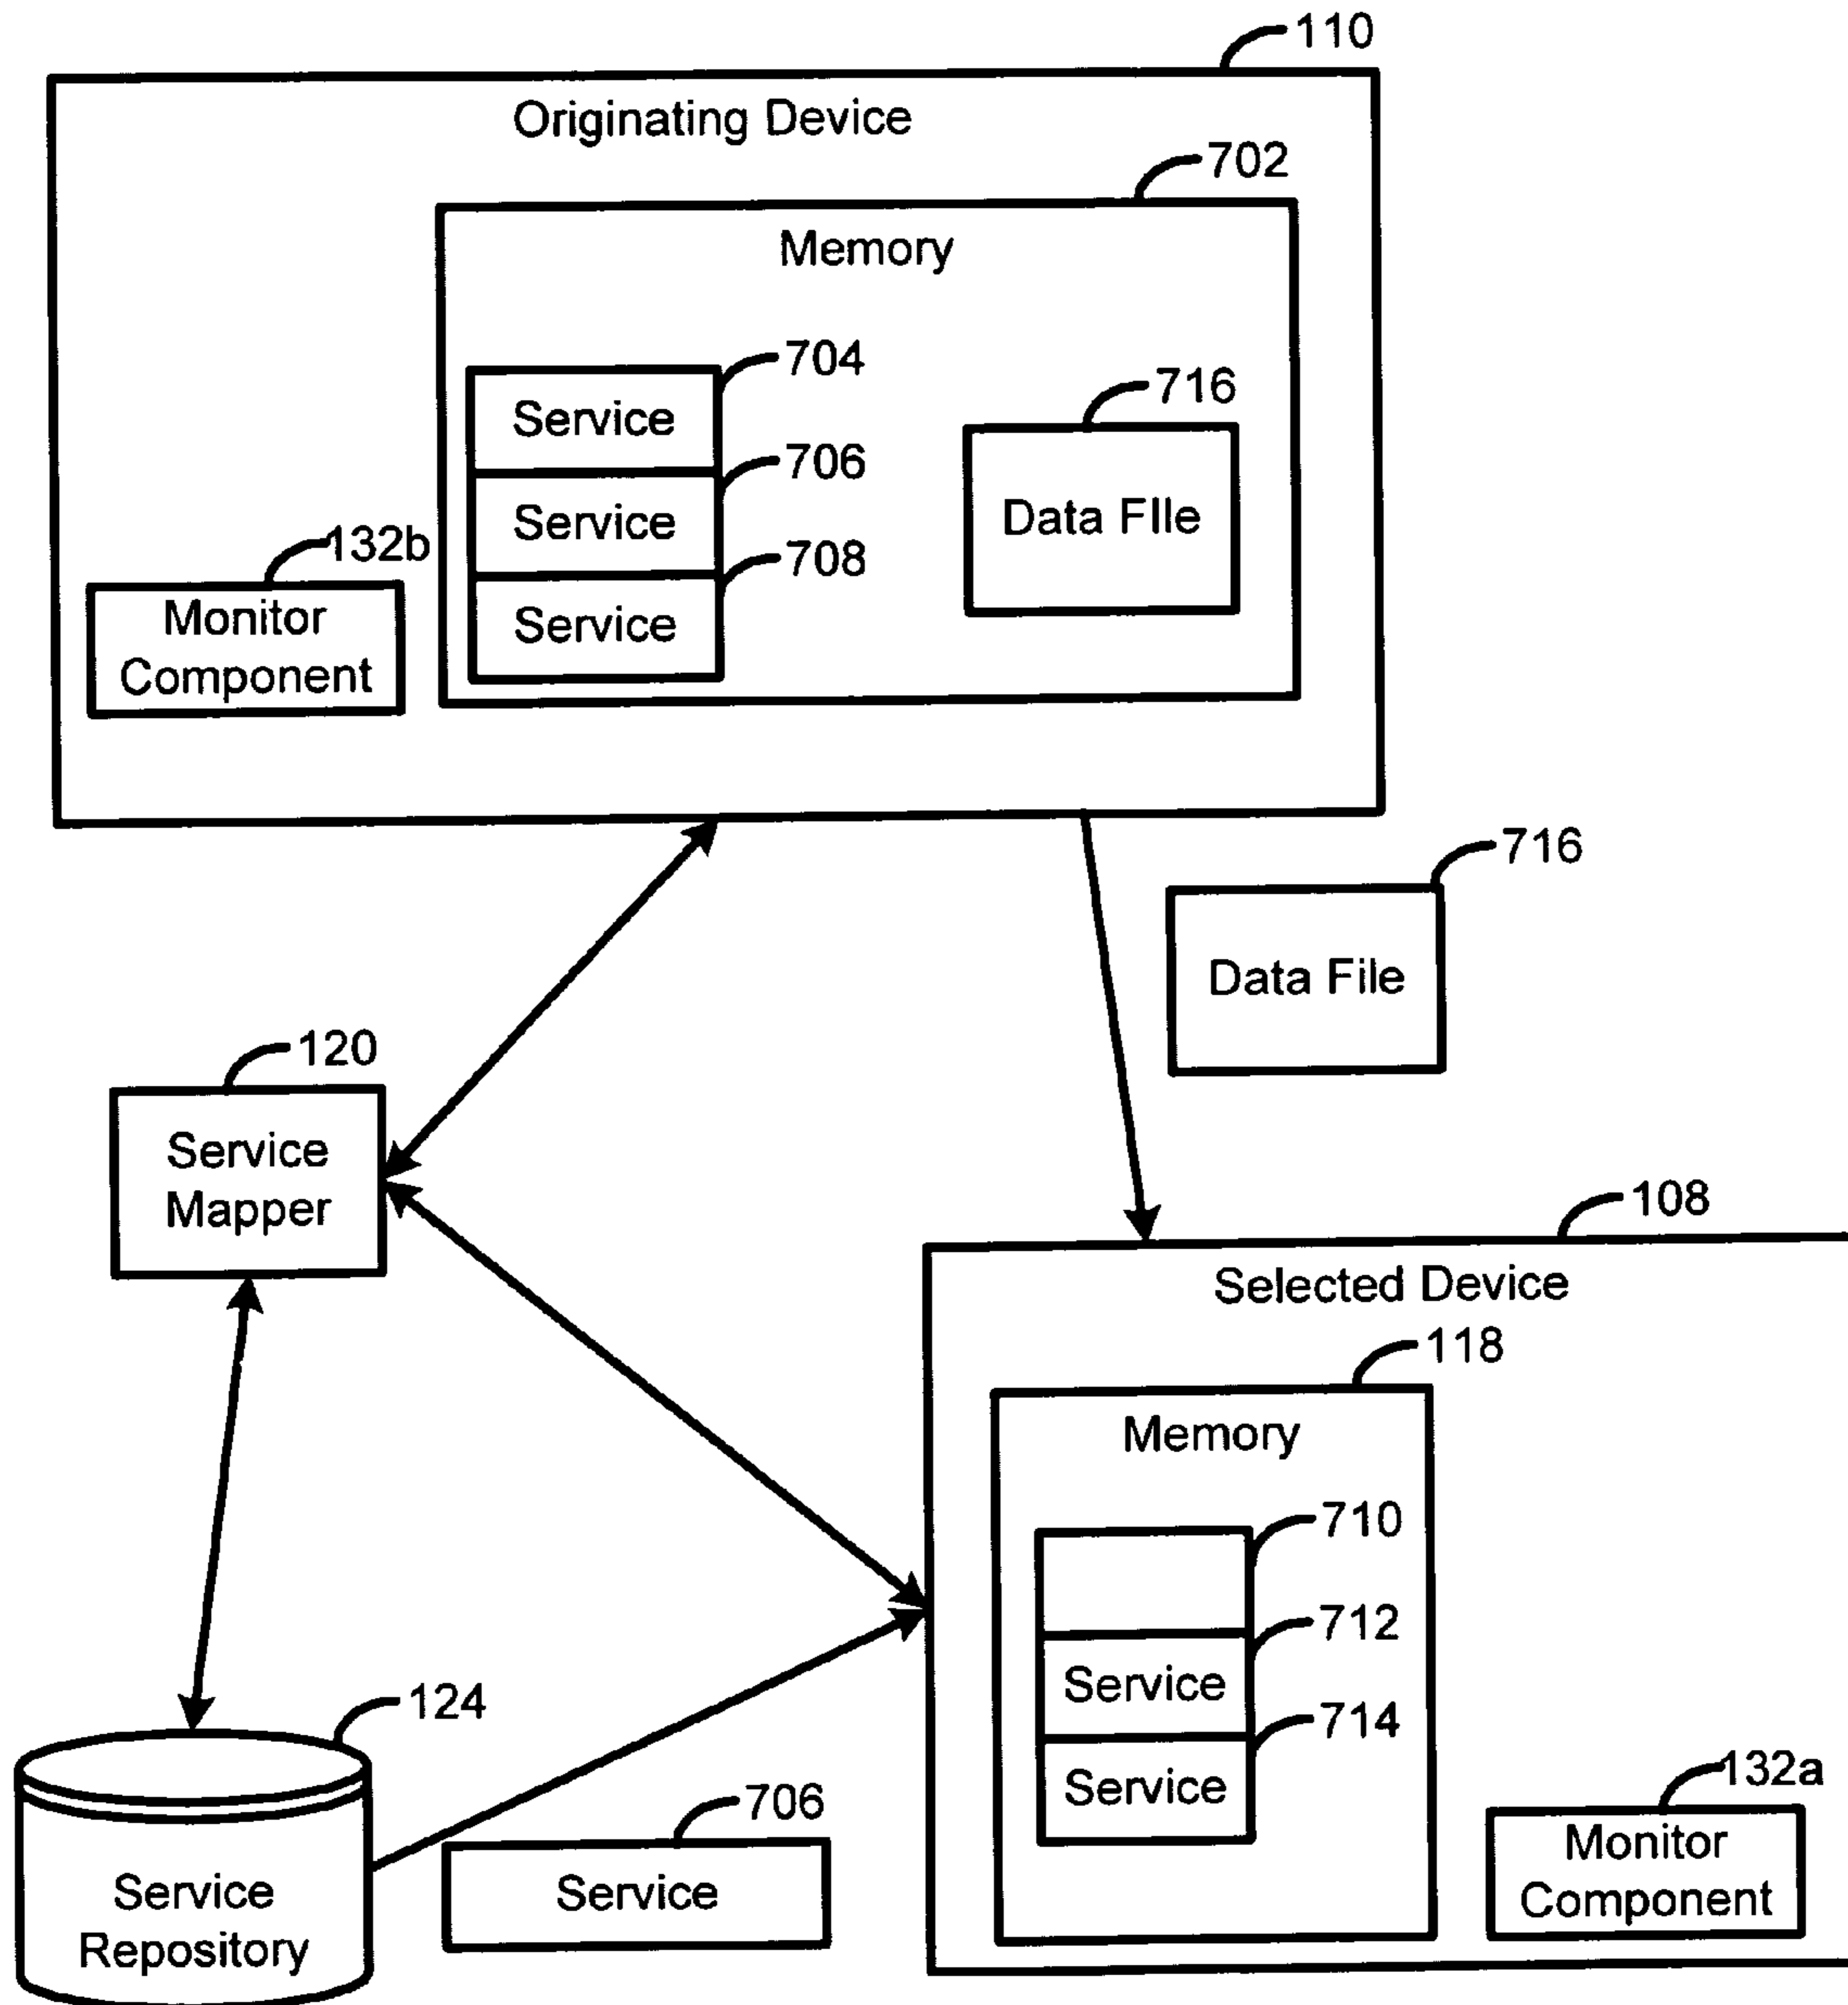 110
Originating Device
702
Memory
704
Service
716
706
Service
Data FIle
132b
708
Monitor
Component
Service
716
Data File
120
Service
Mapper
108
Selected Device
118
Memory
710
712
Service
714
Service
124
132a
706
Monitor
Component
Service
Service
Repository